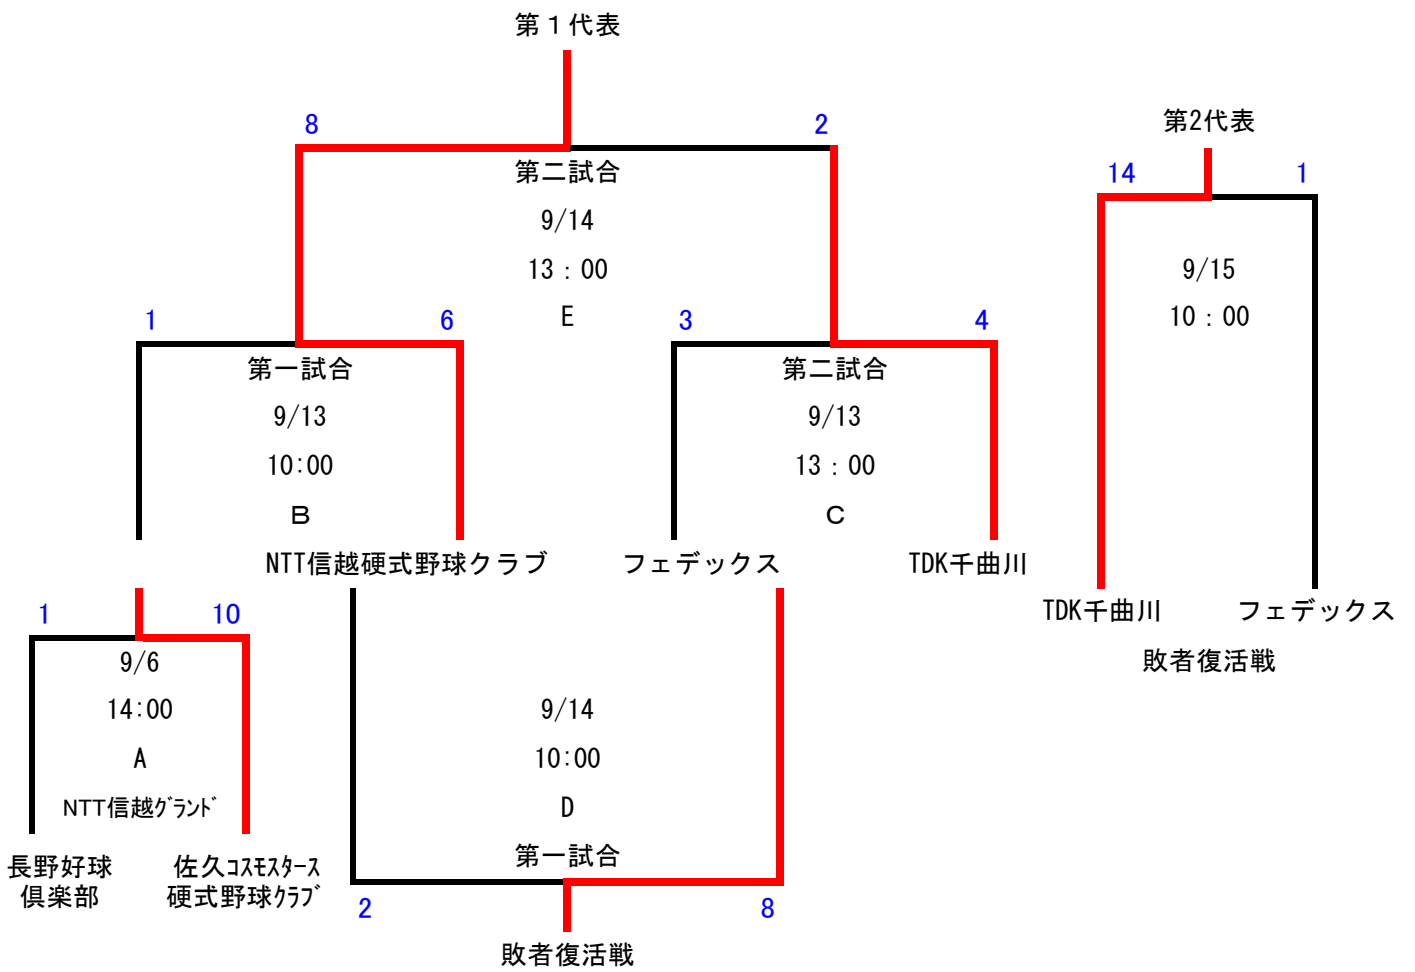 第１代表
8
2
第二試合
9/14
13：00
E
1
6
第一試合
9/13
10:00
B
3
4
第二試合
9/13
13：00
C
NTT信越硬式野球クラブ
フェデックス
TDK千曲川
1
10
9/6
14:00
A
NTT信越ｸﾞﾗﾝﾄﾞ
長野好球
倶楽部
佐久ｺｽﾓｽﾀｰｽ
硬式野球ｸﾗﾌﾞ
9/14
10:00
D
第一試合
2
8
敗者復活戦
第2代表
14
1
9/15
10：00
TDK千曲川
フェデックス
敗者復活戦